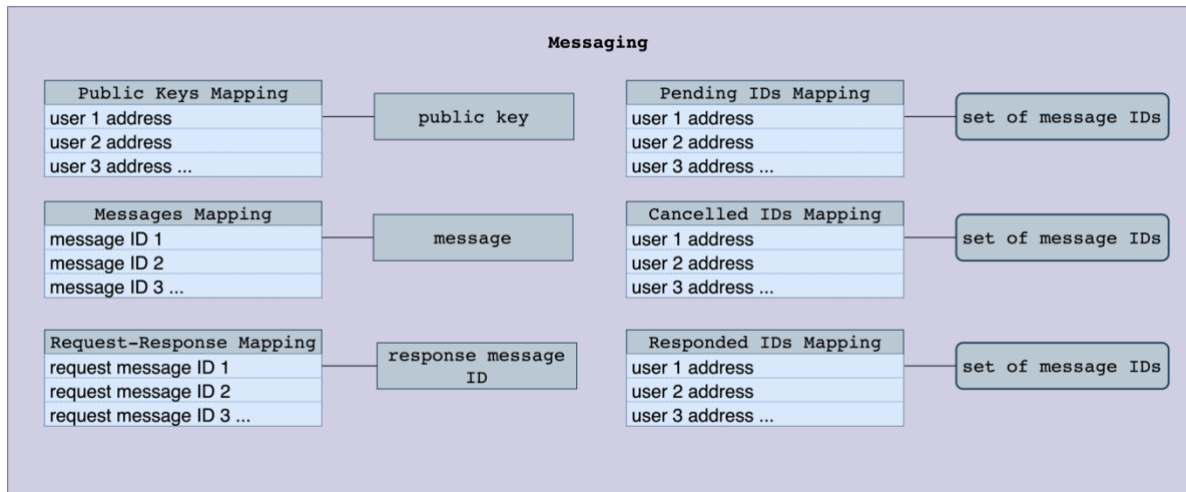 Messaging
Public Keys Mapping
user 1 address
user 2 address
user 3 address ...
public key
Pending IDs Mapping
user 1 address
user 2 address
user 3 address ...
set of message IDs
Messages Mapping
message ID 1
message ID 2
message ID 3 ...
message
Cancelled IDs Mapping
user 1 address
user 2 address
user 3 address ...
set of message IDs
Request-Response Mapping
request message ID 1
request message ID 2
request message ID 3 ...
response message
ID
Responded IDs Mapping
user 1 address
user 2 address
user 3 address ...
set of message IDs